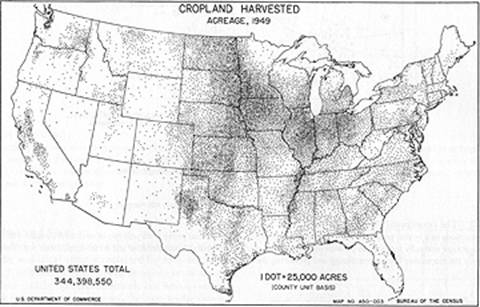 CROPLAND HARVESTED
ACREAGE, 1949
UNITED STATES TOTAL
344,398,550
1 DOT = 25,000 ACRES
(COUNTY UNIT BASIS)
U.S. DEPARTMENT OF COMMERCE
MAP NO. A50-003
BUREAU OF THE CENSUS